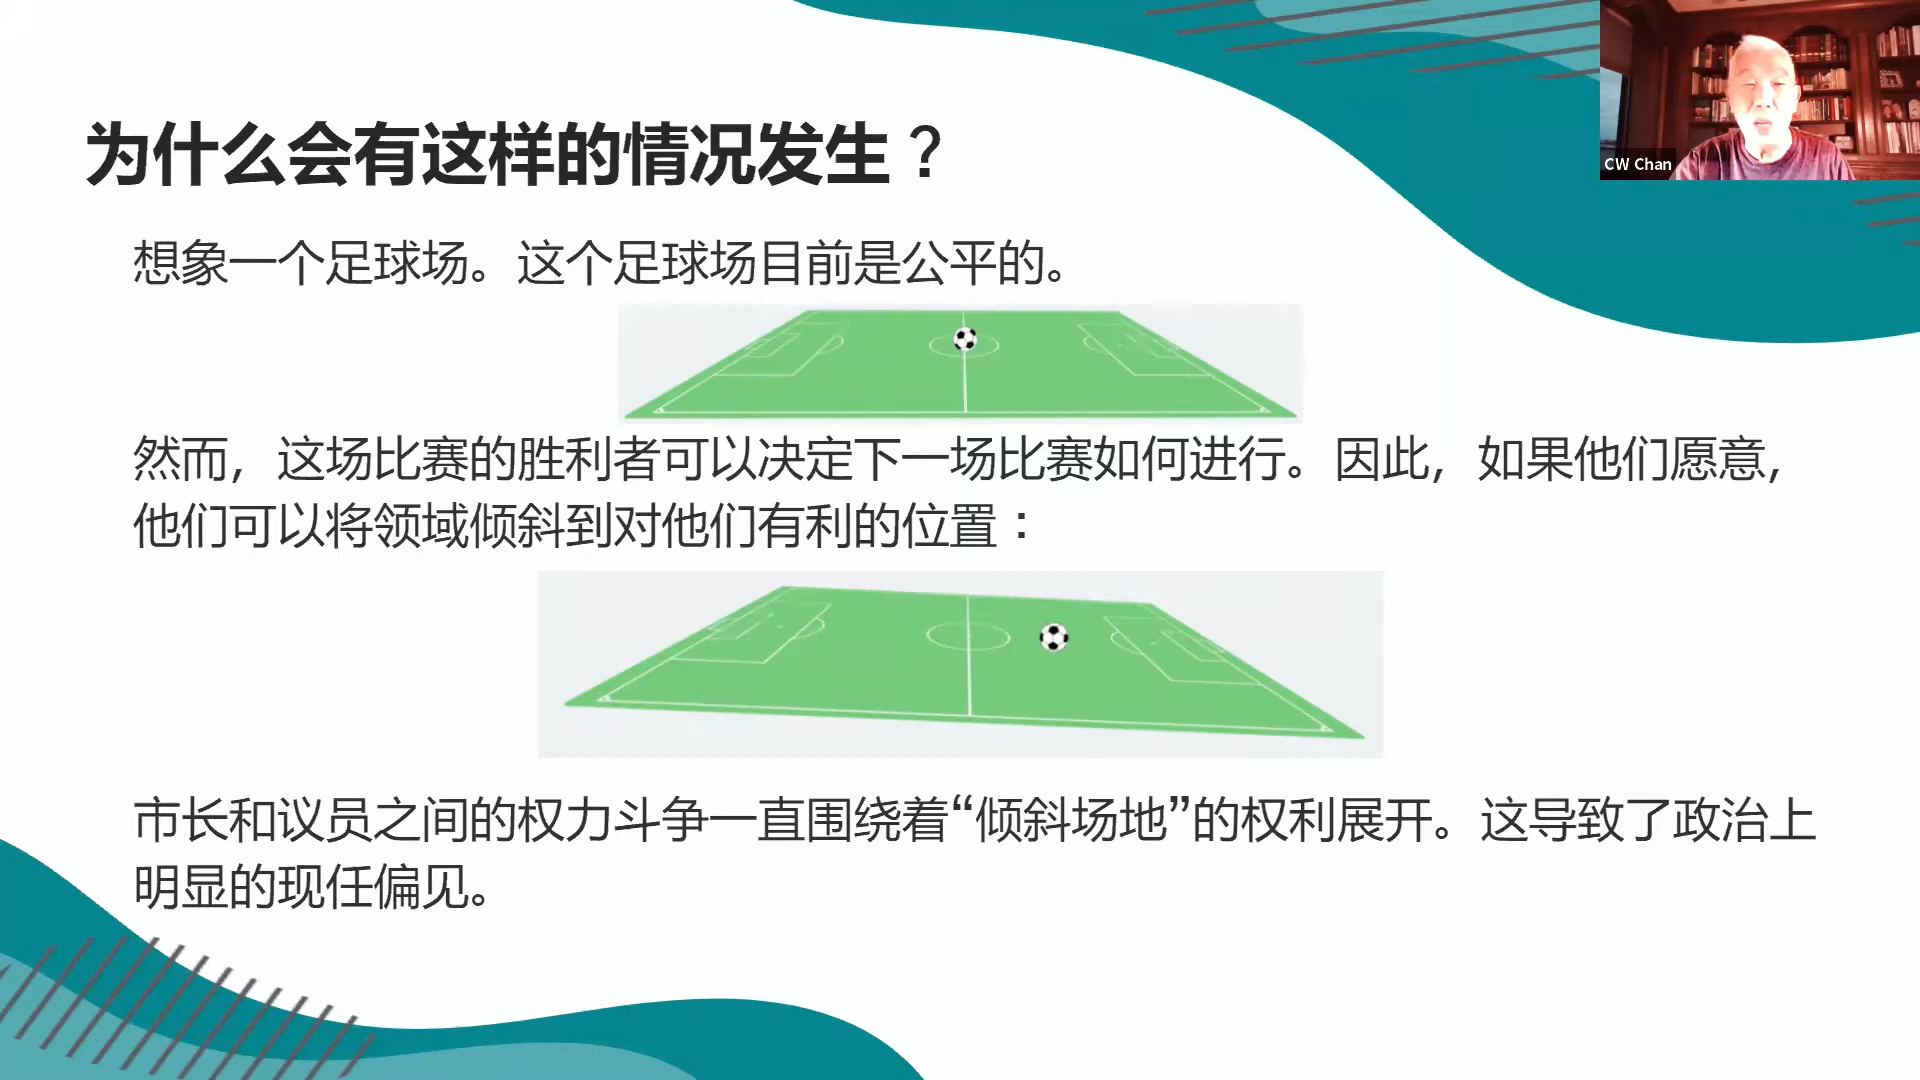 为什么会有这样的情况发生？
想象一个足球场。这个足球场目前是公平的。
然而，这场比赛的胜利者可以决定下一场比赛如何进行。因此，如果他们愿意，
他们可以将领域倾斜到对他们有利的位置：
市长和议员之间的权力斗争一直围绕着“倾斜场地”的权利展开。这导致了政治上
明显的现任偏见。
CW Chan